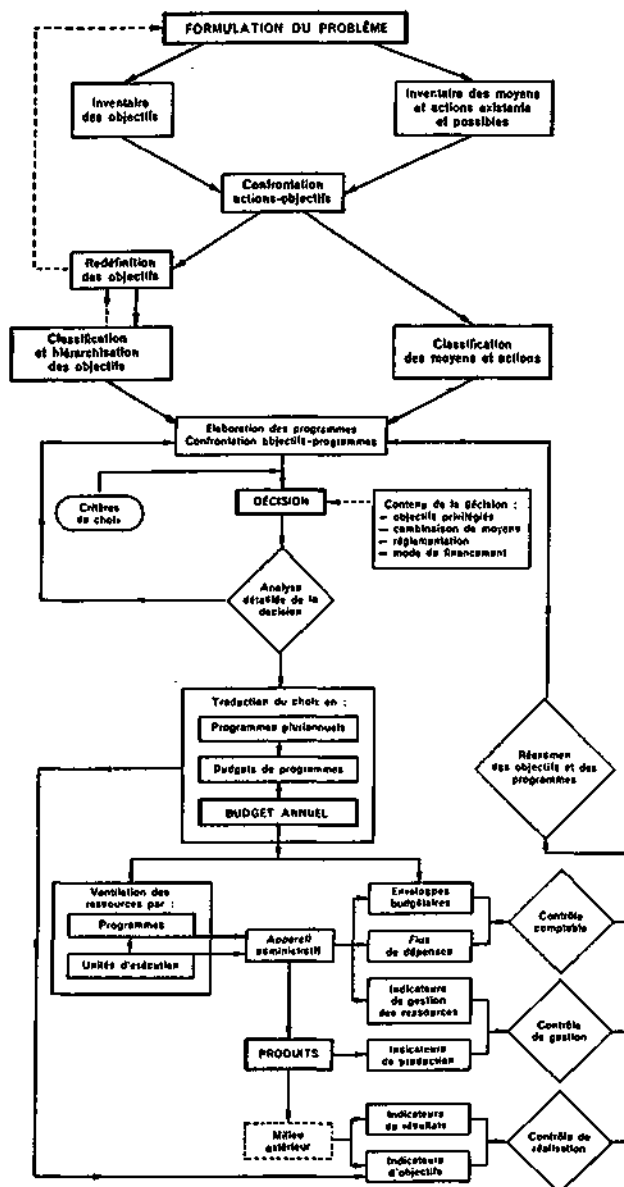 FORMULATION DU PROBLÈME
Inventaire
des objectifs
Inventaire des moyens
et actions existants
et possibles
Confrontation
actions-objectifs
Redéfinition
des objectifs
Classification
et hiérarchisation
des objectifs
Classification
des moyens et actions
Elaboration des programmes
Confrontation objectifs-programmes
Critères
de choix
DÉCISION
Contenu de la décision :
— objectifs privilégiés
— combinaison de moyens
— réglementation
— mode de financement
Analyse
détaillée de la
decision
Traduction du choix en :
Programmes pluriannuels
Budgets de programmes
BUDGET ANNUEL
Réexamen
des objectifs et des
programmes
Ventilation des
ressources par :
Programmes
Unités d'exécution
Appareil
administratif
Enveloppes
budgétaires
Flux
de dépenses
Contrôle
comptable
Indicateurs
de gestion
des ressources
PRODUITS
Indicateurs
de production
Contrôle
de gestion
Milieu
extérieur
Indicateurs
de résultats
Indicateurs
d'objectifs
Contrôle de
réalisation